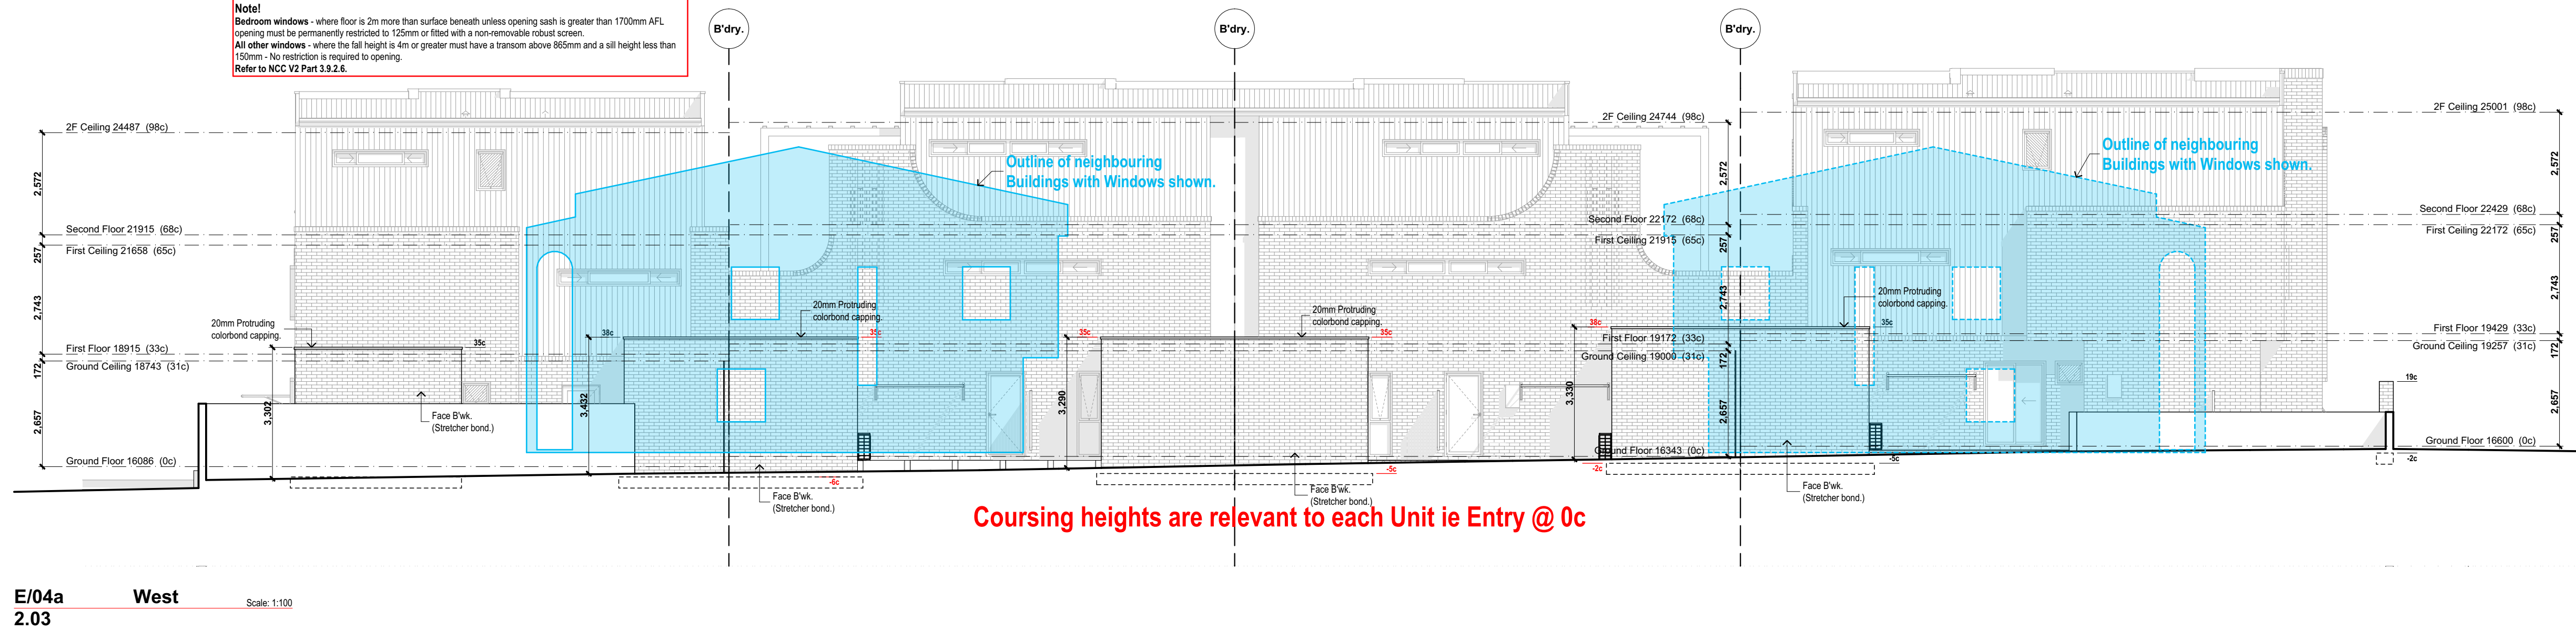 Note!
Bedroom windows - where floor is 2m more than surface beneath unless opening sash is greater than 1700mm AFL
opening must be permanently restricted to 125mm or fitted with a non-removable robust screen.
All other windows - where the fall height is 4m or greater must have a transom above 865mm and a sill height less than
150mm - No restriction is required to opening.
Refer to NCC V2 Part 3.9.2.6.
B'dry.
B'dry.
B'dry.
2F Ceiling 24487 (98c)
2,572
Second Floor 21915 (68c)
257
First Ceiling 21658 (65c)
2,743
First Floor 18915 (33c)
172
Ground Ceiling 18743 (31c)
2,657
Ground Floor 16086 (0c)
20mm Protruding
colorbond capping.
35c
3,302
Face B'wk.
(Stretcher bond.)
38c
3,432
Outline of neighbouring
Buildings with Windows shown.
20mm Protruding
colorbond capping.
35c
-6c
Face B'wk.
(Stretcher bond.)
35c
3,290
20mm Protruding
colorbond capping.
35c
-5c
Face B'wk.
(Stretcher bond.)
2F Ceiling 24744 (98c)
2,572
Second Floor 22172 (68c)
257
First Ceiling 21915 (65c)
2,743
38c
First Floor 19172 (33c)
172
Ground Ceiling 19000 (31c)
3,330
2,657
Ground Floor 16343 (0c)
-2c
20mm Protruding
colorbond capping.
35c
-5c
Face B'wk.
(Stretcher bond.)
Outline of neighbouring
Buildings with Windows shown.
2F Ceiling 25001 (98c)
2,572
Second Floor 22429 (68c)
257
First Ceiling 22172 (65c)
2,743
First Floor 19429 (33c)
172
Ground Ceiling 19257 (31c)
19c
2,657
Ground Floor 16600 (0c)
-2c
Coursing heights are relevant to each Unit ie Entry @ 0c
E/04a West Scale: 1:100
2.03